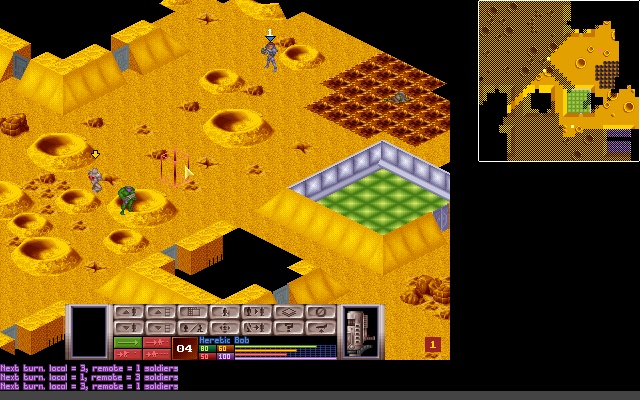 1
Heretic Bob
04
80 60
50 100
1
Next turn. local = 3, remote = 1 soldiers
Next turn. local = 1, remote = 3 soldiers
Next turn. local = 3, remote = 1 soldiers